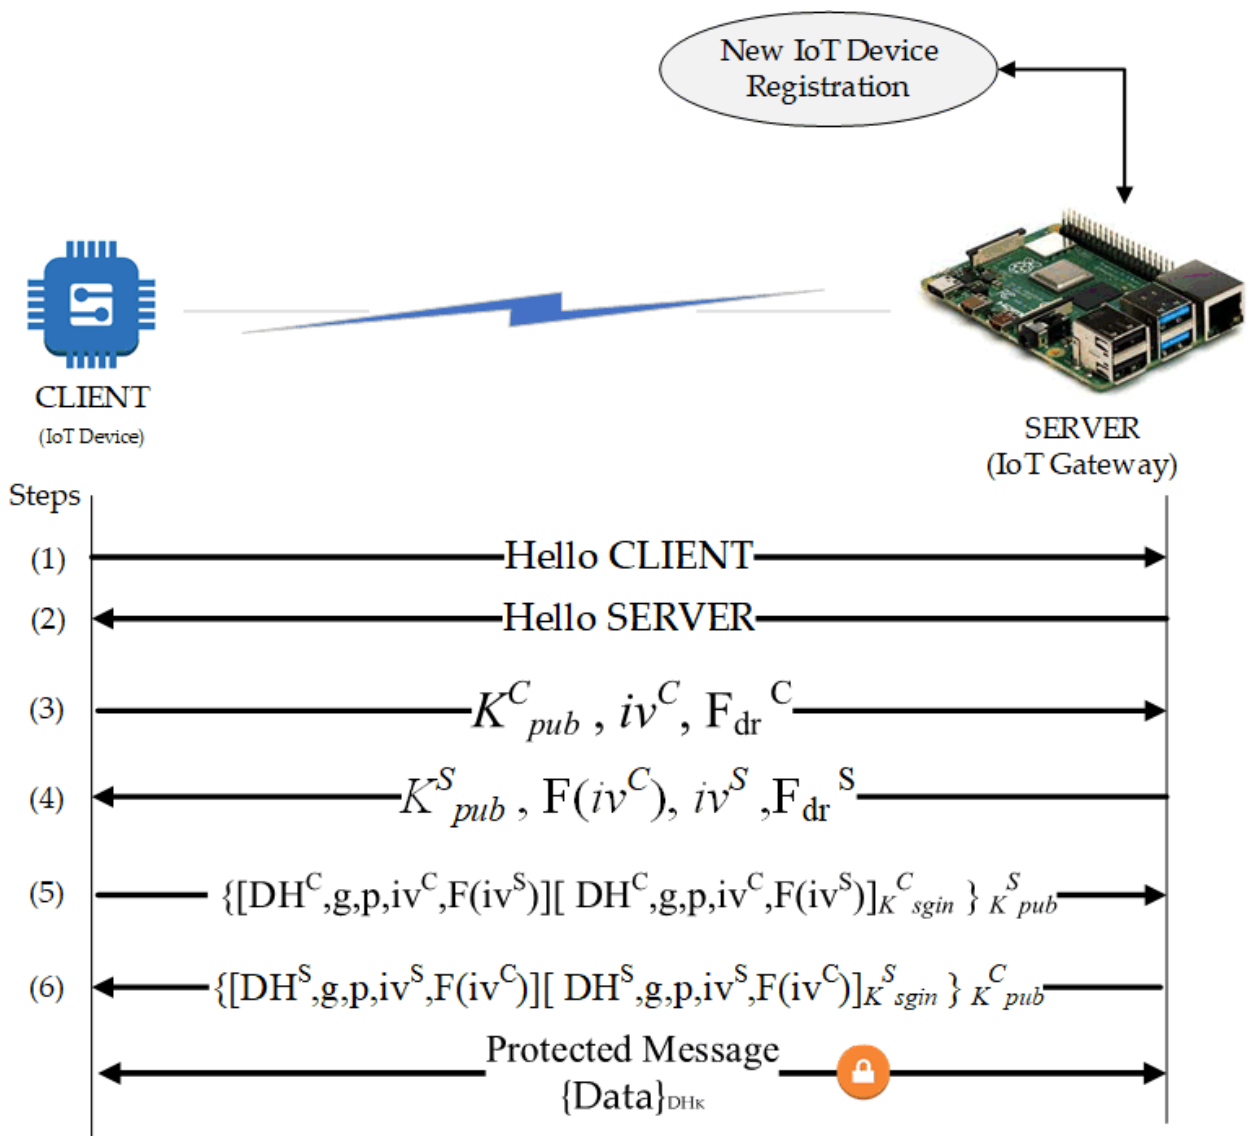 New IoT Device
Registration
CLIENT
(IoT Device)
SERVER
(IoT Gateway)
Steps
(1) Hello CLIENT
(2) Hello SERVER
(3) K^C_pub , iv^C, F_dr^C
(4) K^S_pub , F(iv^C), iv^S ,F_dr^S
(5) {[DH^C,g,p,iv^C,F(iv^S)][ DH^C,g,p,iv^C,F(iv^S)]_K^C_sgin } K^S_pub
(6) {[DH^S,g,p,iv^S,F(iv^C)][ DH^S,g,p,iv^S,F(iv^C)]_K^S_sgin } K^C_pub
Protected Message
{Data}_DHK